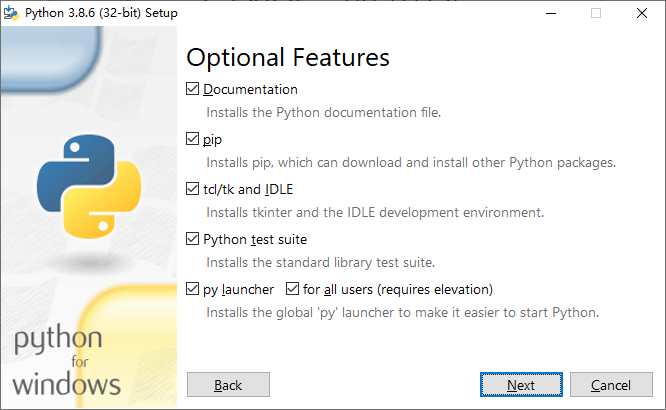 Python 3.8.6 (32-bit) Setup
Optional Features
Documentation
Installs the Python documentation file.
pip
Installs pip, which can download and install other Python packages.
tcl/tk and IDLE
Installs tkinter and the IDLE development environment.
Python test suite
Installs the standard library test suite.
py launcher for all users (requires elevation)
Installs the global 'py' launcher to make it easier to start Python.
python
for
windows
Back Next Cancel